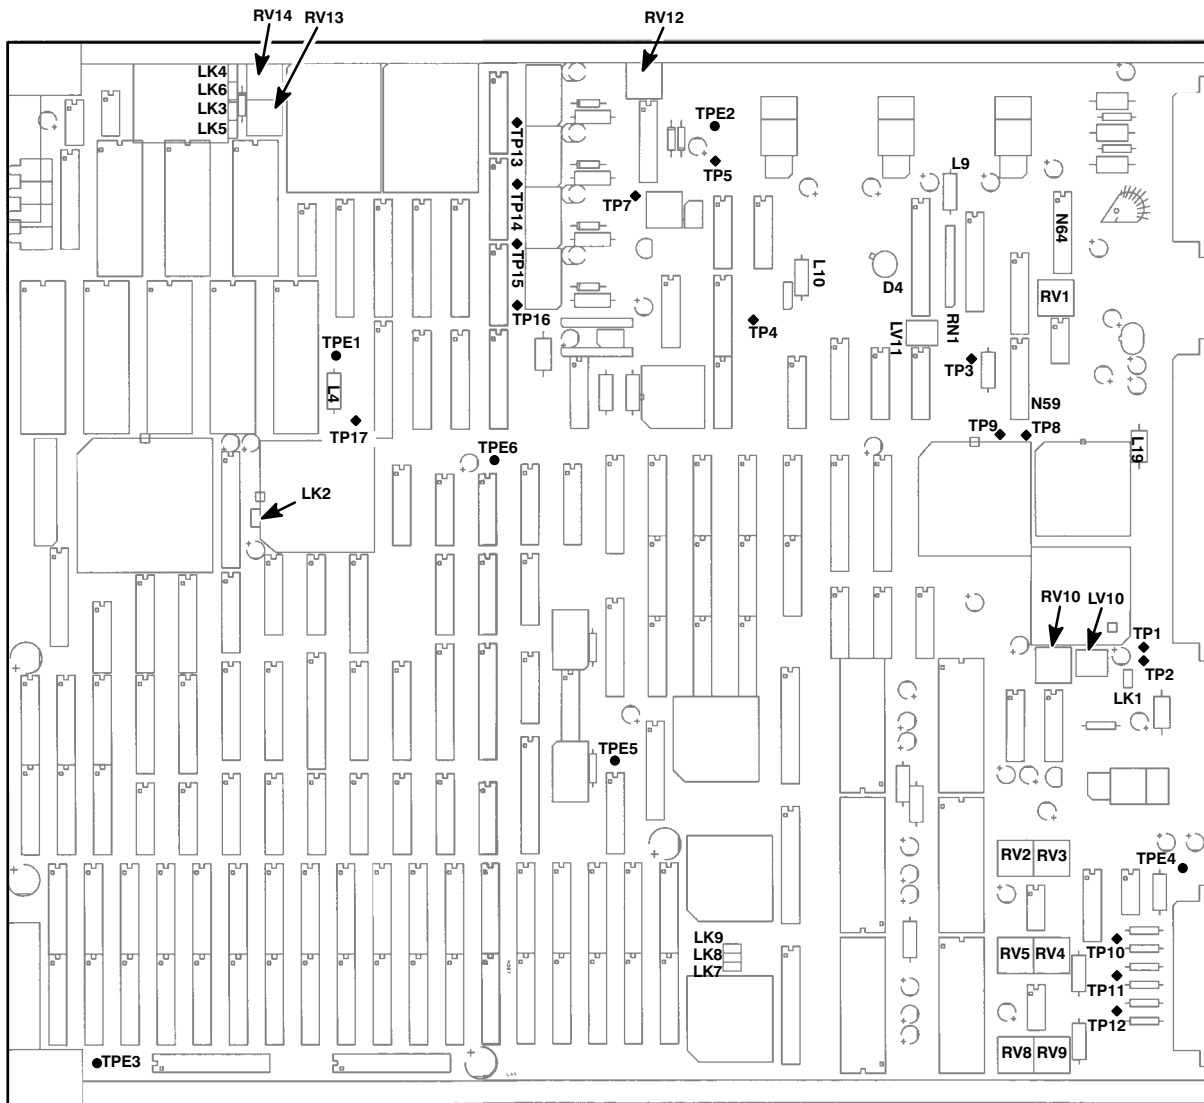 RV14 RV13 RV12
LK4
LK6
LK3
LK5
TPE2
TP13
TP5
L9
TP7
TP14
N64
TP15
L10
D4
RV1
TP16
TP4
LV11
RN1
TPE1
TP3
L4
N59
TP17
TP9 TP8
TPE6
L19
LK2
RV10 LV10
TP1
TP2
LK1
TPE5
RV2 RV3
TPE4
LK9
LK8
LK7
RV5 RV4
TP10
TP11
TP12
RV8 RV9
TPE3